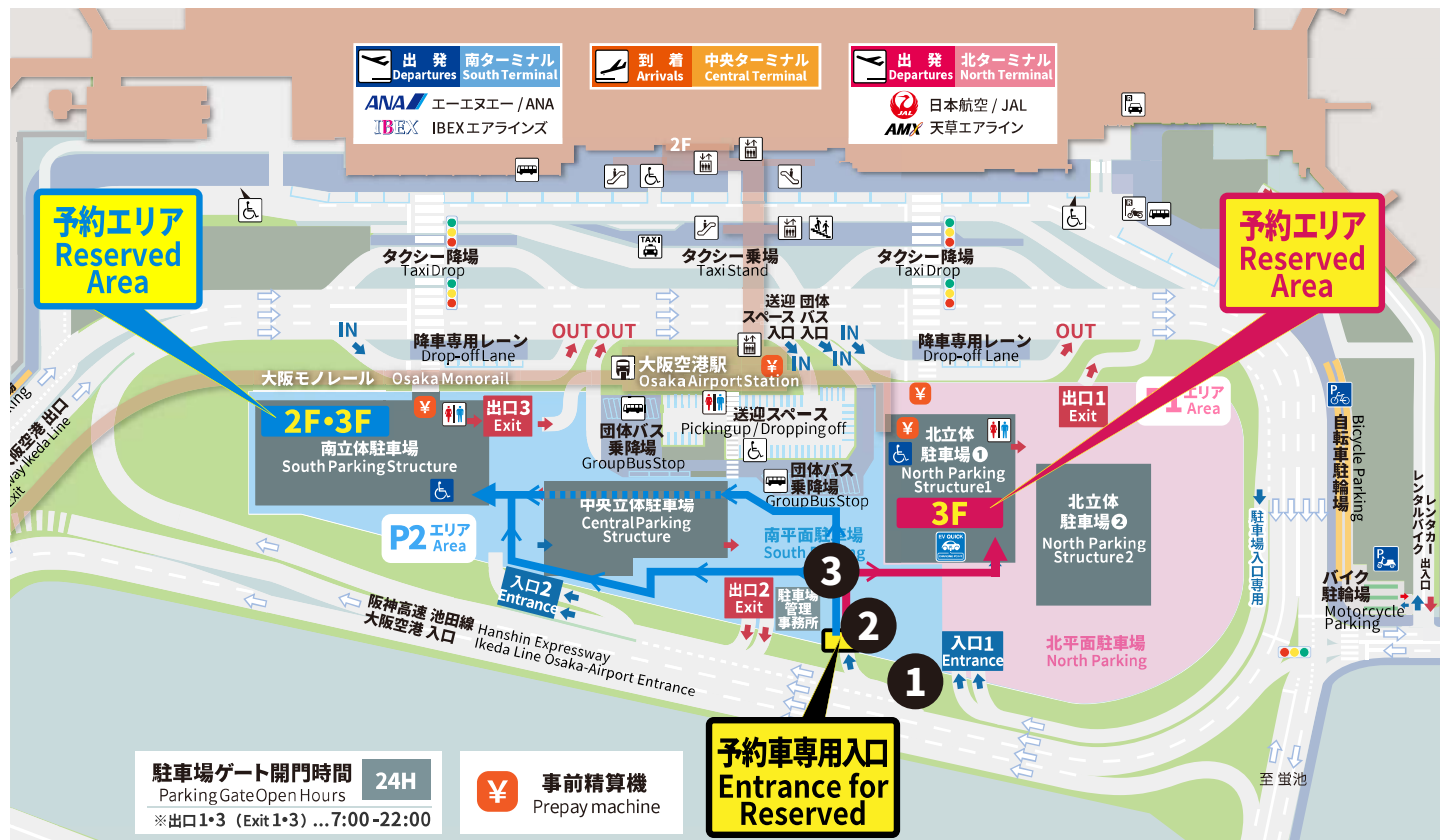 出発
Departures
南ターミナル
South Terminal
ANA エーエヌエー / ANA
IBEX IBEXエアラインズ
到着
Arrivals
中央ターミナル
Central Terminal
出発
Departures
北ターミナル
North Terminal
日本航空 / JAL
AMX 天草エアライン
2F
予約エリア
Reserved
Area
予約エリア
Reserved
Area
TAXI
タクシー降場
Taxi Drop
タクシー乗場
Taxi Stand
タクシー降場
Taxi Drop
IN
降車専用レーン
Drop-off Lane
OUT
OUT
送迎
スペース
入口
団体
バス
入口
IN
IN
IN
降車専用レーン
Drop-off Lane
OUT
大阪モノレール Osaka Monorail
大阪空港駅
Osaka Airport Station
¥
¥
¥
¥
2F・3F
南立体駐車場
South Parking Structure
出口3
Exit
団体バス
乗降場
Group Bus Stop
送迎スペース
Picking up / Dropping off
団体バス
乗降場
Group Bus Stop
北立体
駐車場❶
North Parking
Structure1
3F
EV QUICK
出口1
Exit
エリア
Area
北立体
駐車場❷
North Parking
Structure2
中央立体駐車場
Central Parking
Structure
P2 エリア
Area
南平面駐車場
South
入口2
Entrance
出口2
Exit
駐車場
管理
事務所
3
2
1
入口1
Entrance
北平面駐車場
North Parking
大阪空港 出口
way Ikeda Line
Exit
阪神高速 池田線
大阪空港 入口
Hanshin Expressway
Ikeda Line Osaka-Airport Entrance
駐車場入口専用
P
自転車駐輪場
Bicycle Parking
P
バイク
駐輪場
Motorcycle
Parking
レンタカー
レンタルバイク
出入口
至 蛍池
予約車専用入口
Entrance for
Reserved
駐車場ゲート開門時間
Parking Gate Open Hours
24H
※出口1・3 (Exit 1・3) ...7:00-22:00
¥
事前精算機
Prepay machine